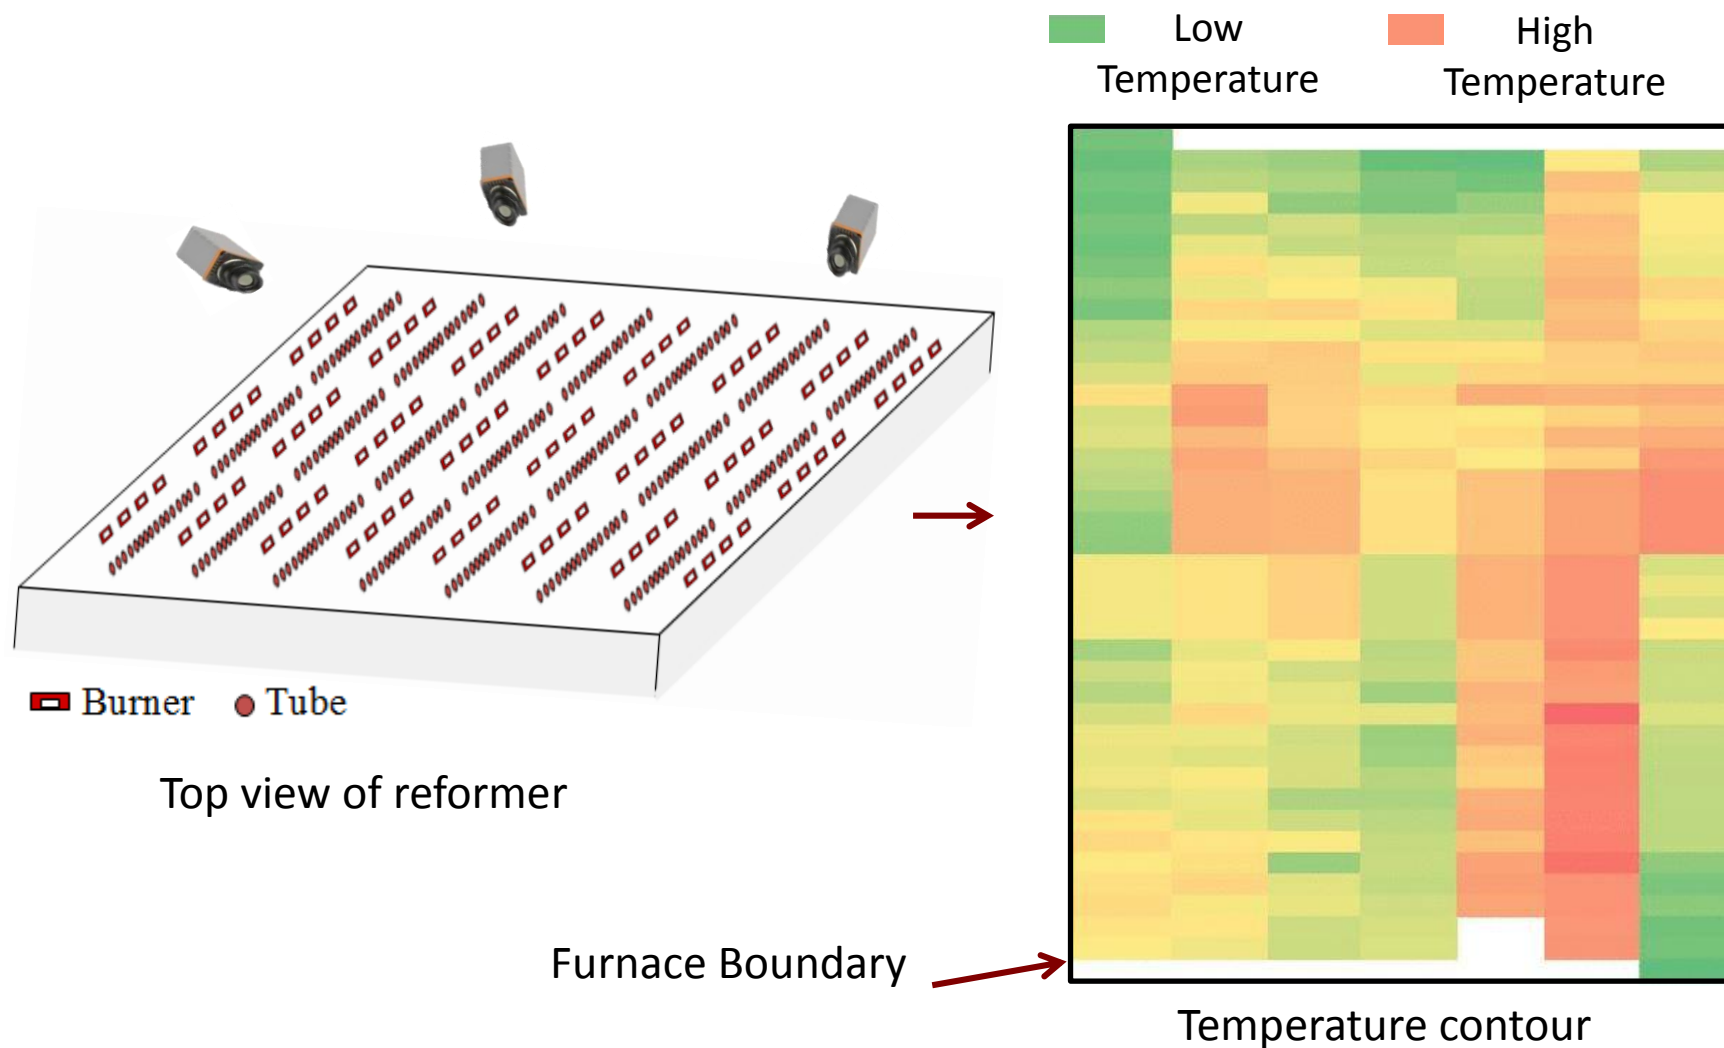 Low
Temperature
High
Temperature
Burner
Tube
Top view of reformer
Furnace Boundary
Temperature contour